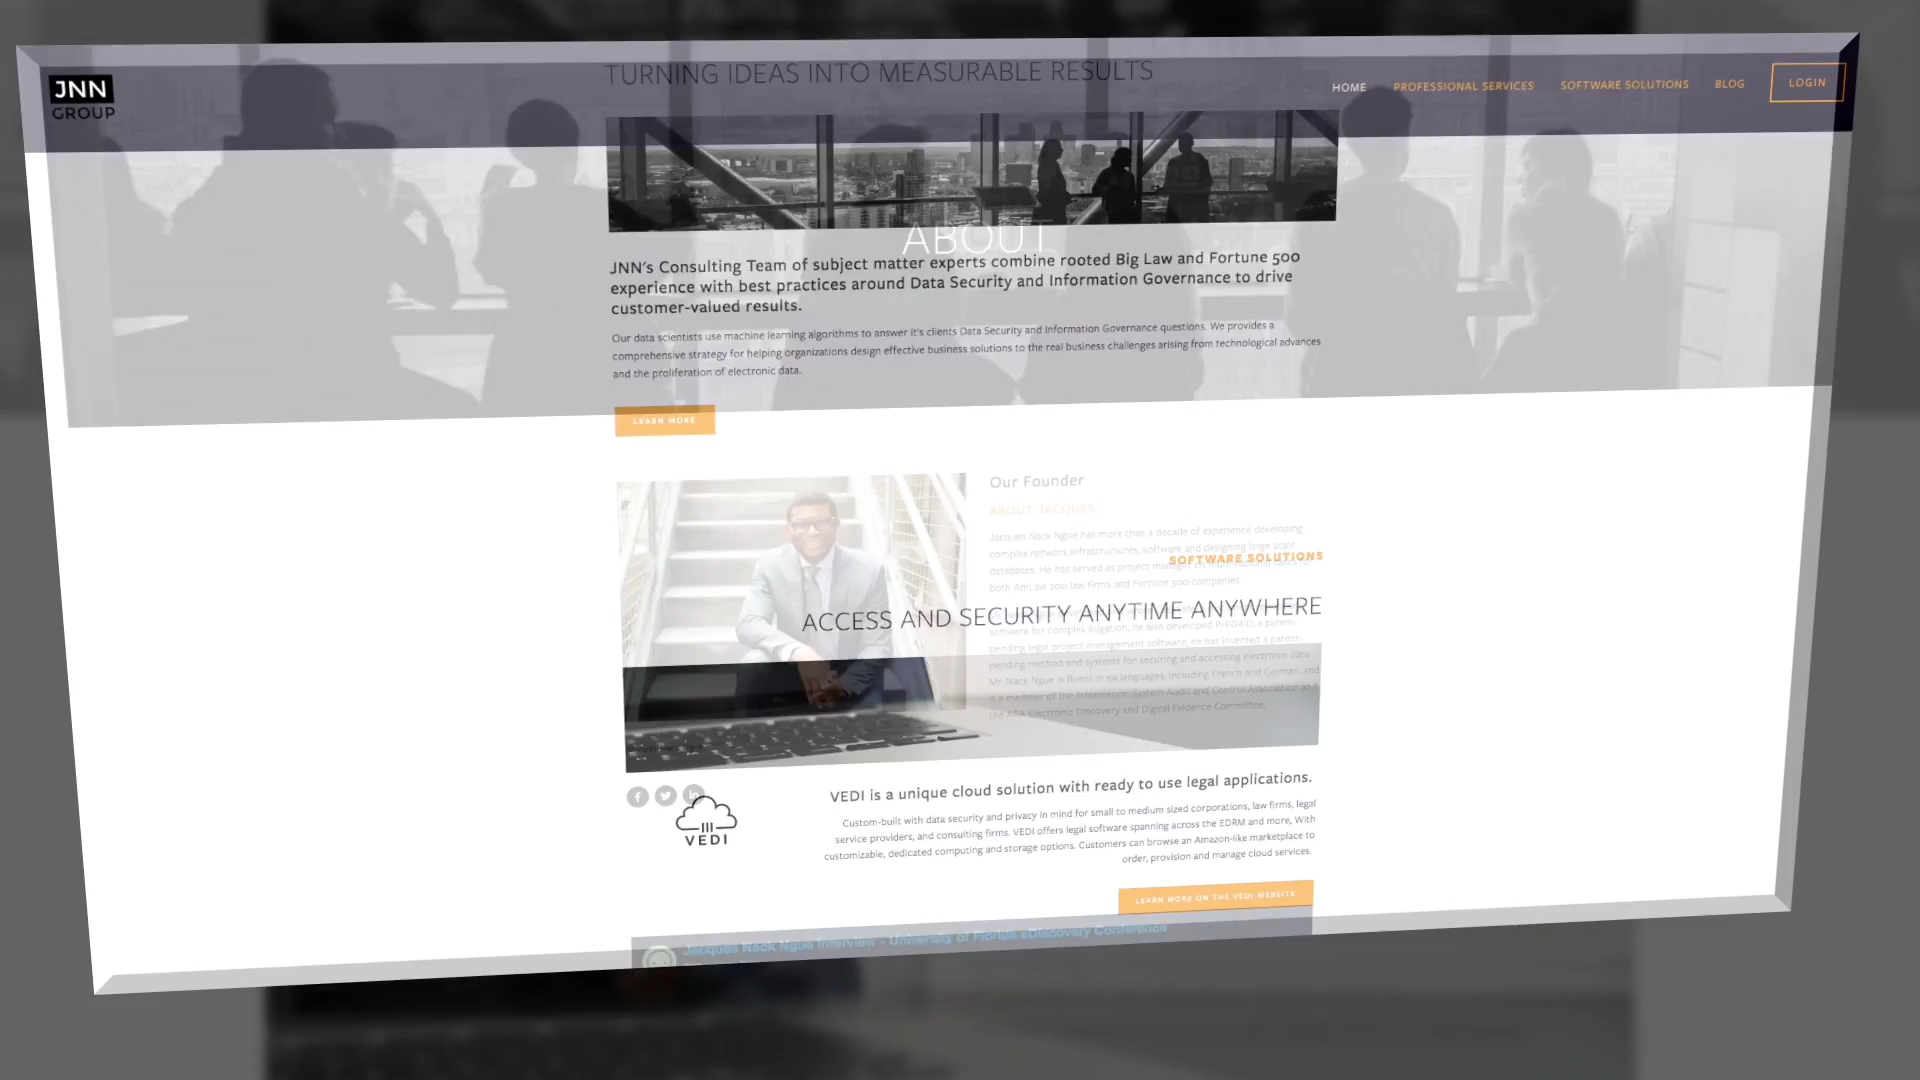 TURNING IDEAS INTO MEASURABLE RESULTS
JNN
GROUP
HOME
PROFESSIONAL SERVICES
SOFTWARE SOLUTIONS
BLOG
LOGIN
ABOUT
JNN's Consulting Team of subject matter experts combine rooted Big Law and Fortune 500
experience with best practices around Data Security and Information Governance to drive
customer-valued results.
Our data scientists use machine learning algorithms to answer it's clients Data Security and Information Governance questions. We provides a
comprehensive strategy for helping organizations design effective business solutions to the real business challenges arising from technological advances
and the proliferation of electronic data.
LEARN MORE
Our Founder
ABOUT JACQUES
Jacques Nack Ngue has more than a decade of experience developing
complex network infrastructures, software and designing large scale
databases. He has served as project manager on
both AmLaw 200 law firms and Fortune 500 companies.
SOFTWARE SOLUTIONS
ACCESS AND SECURITY ANYTIME ANYWHERE
software for complex litigation, he also developed a patent-
pending legal project management software, he has invented a patent-
pending method and systems for securing and accessing electronic data.
Mr. Nack Ngue is fluent in six languages, including French and German and
is a member of the Information System Audit and Control Association and
the ABA Electronic Discovery and Digital Evidence Committee.
VEDI
VEDI is a unique cloud solution with ready to use legal applications.
Custom-built with data security and privacy in mind for small to medium sized corporations, law firms, legal
service providers, and consulting firms. VEDI offers legal software spanning across the EDRM and more, With
customizable, dedicated computing and storage options. Customers can browse an Amazon-like marketplace to
order, provision and manage cloud services.
LEARN MORE ON THE VEDI WEBSITE
Jacques Nack Ngue Interview - University of Florida eDiscovery Conference